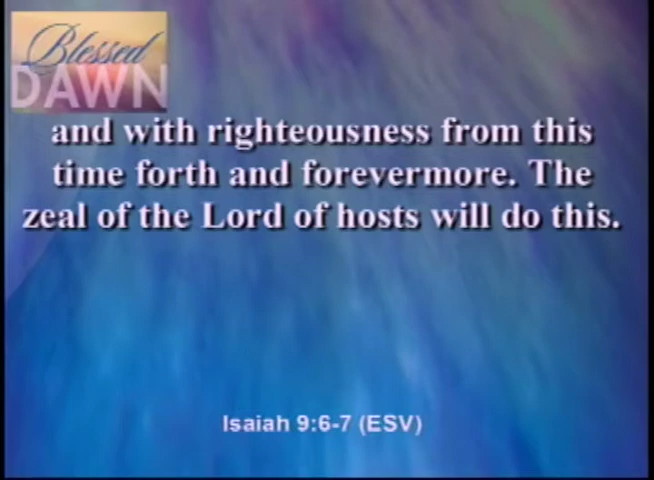 Blessed
DAWN
and with righteousness from this
time forth and forevermore. The
zeal of the Lord of hosts will do this.
Isaiah 9:6-7 (ESV)